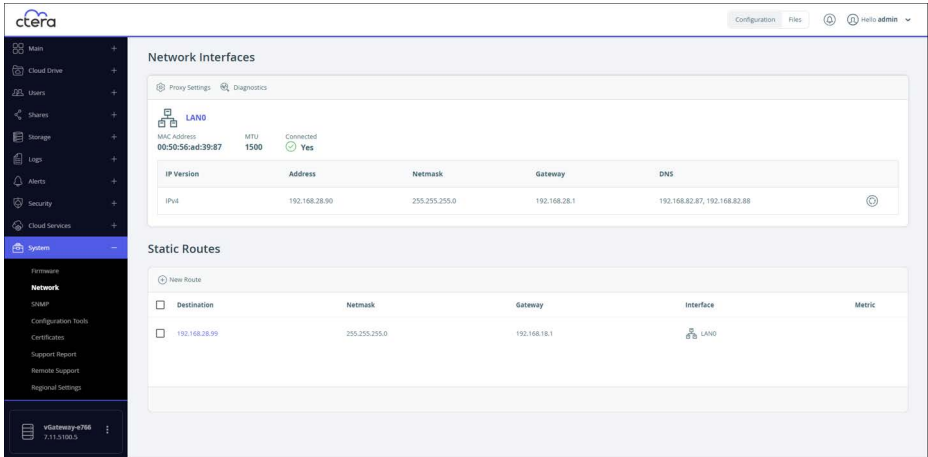 ctera
Configuration Files Hello admin
Main
Cloud Drive
Users
Shares
Storage
Logs
Alerts
Security
Cloud Services
System
Firmware
Network
SNMP
Configuration Tools
Certificates
Support Report
Remote Support
Regional Settings
vGateway-e766
7.11.5100.5
Network Interfaces
Proxy Settings Diagnostics
LAN0
MAC Address MTU Connected
00:50:56:ad:39:87 1500 Yes
IP Version Address Netmask Gateway DNS
IPv4 192.168.28.90 255.255.255.0 192.168.28.1 192.168.82.87, 192.168.82.88
Static Routes
New Route
Destination Netmask Gateway Interface Metric
192.168.28.99 255.255.255.0 192.168.18.1 LAN0